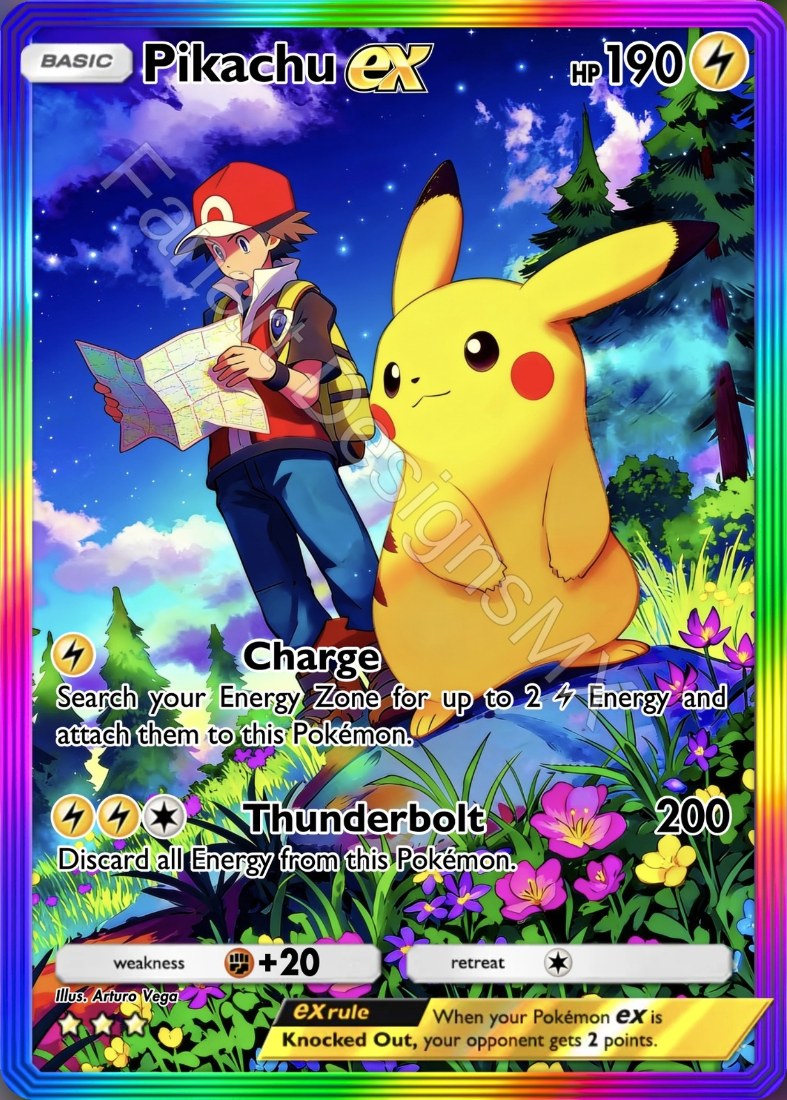 BASIC Pikachu ex HP 190
Charge
Search your Energy Zone for up to 2 Energy and
attach them to this Pokémon.
Thunderbolt 200
Discard all Energy from this Pokémon.
weakness +20 retreat
Illus. Arturo Vega
ex rule When your Pokémon ex is
Knocked Out, your opponent gets 2 points.